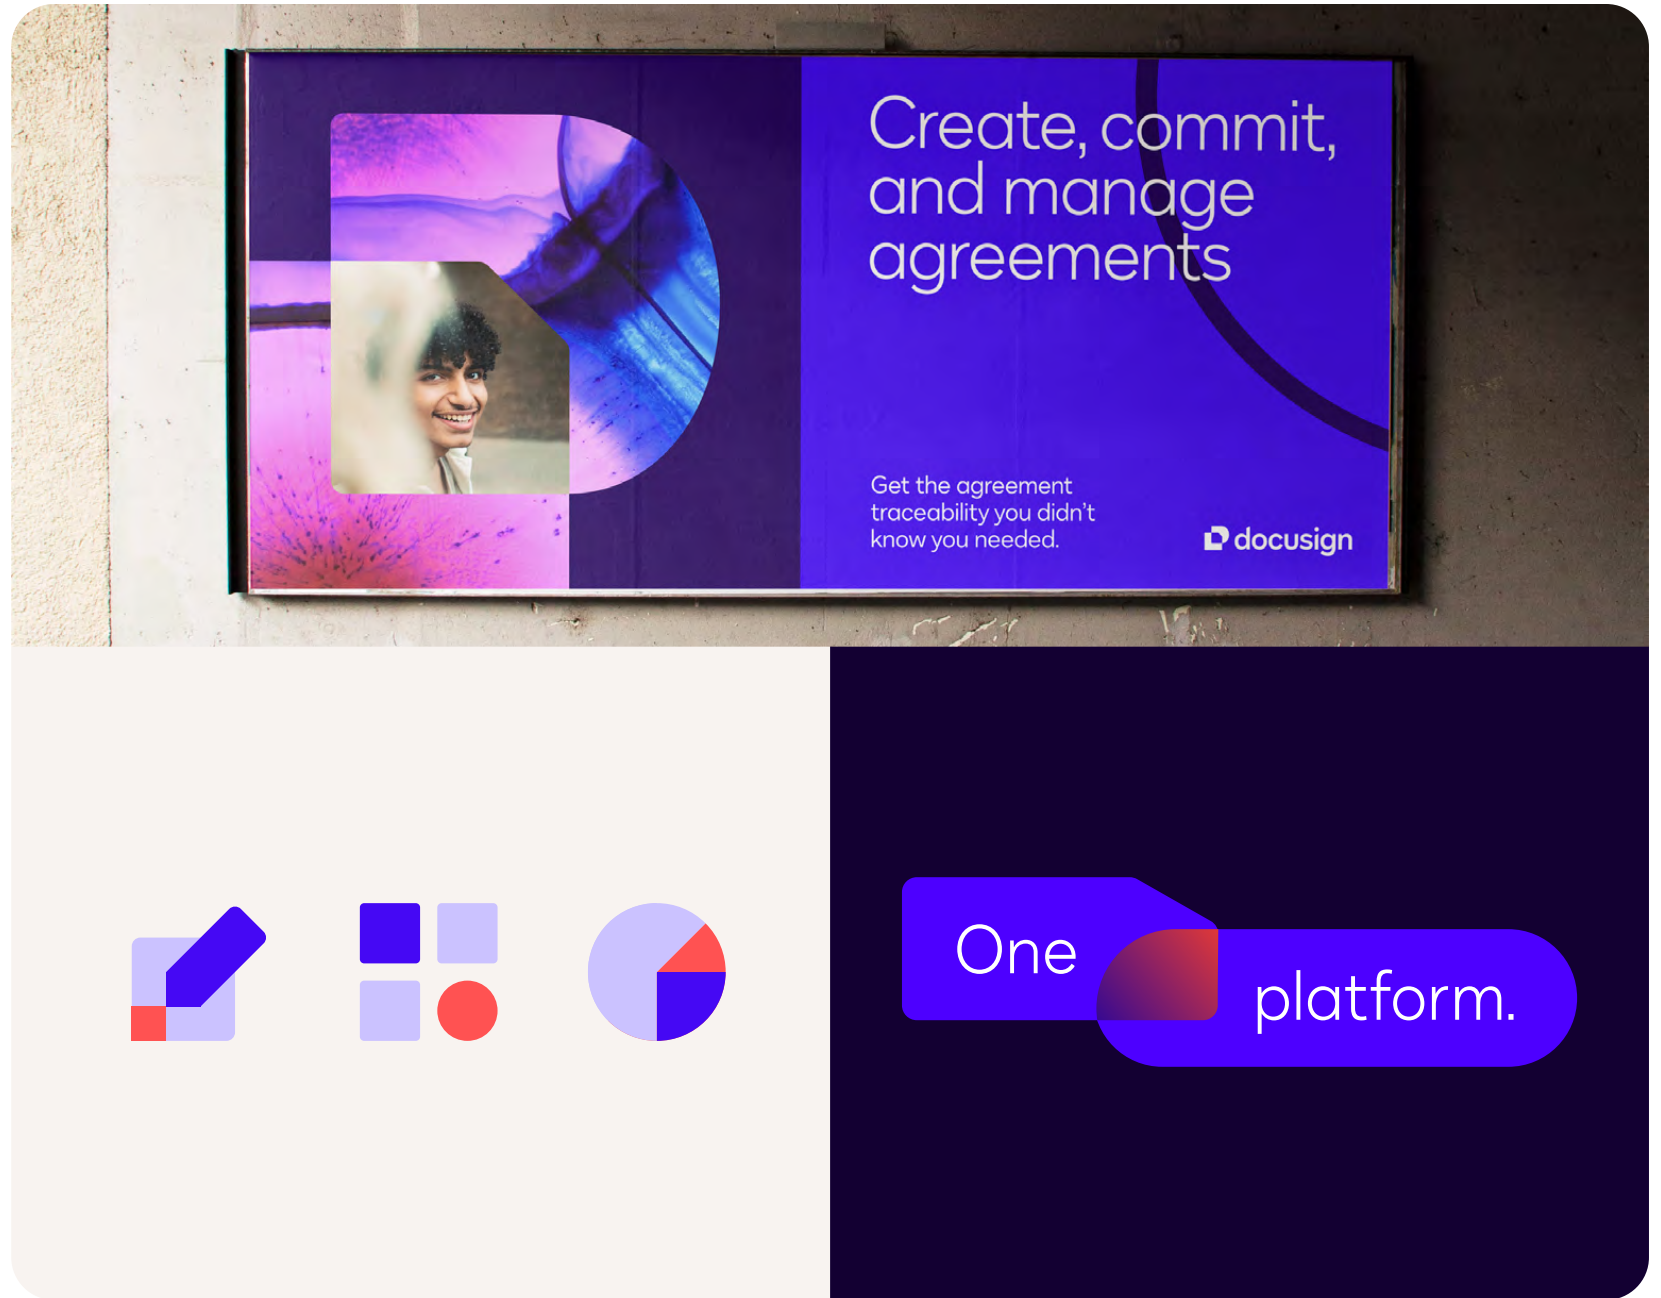 Create, commit,
and manage
agreements
Get the agreement
traceability you didn't
know you needed.
docusign
One
platform.